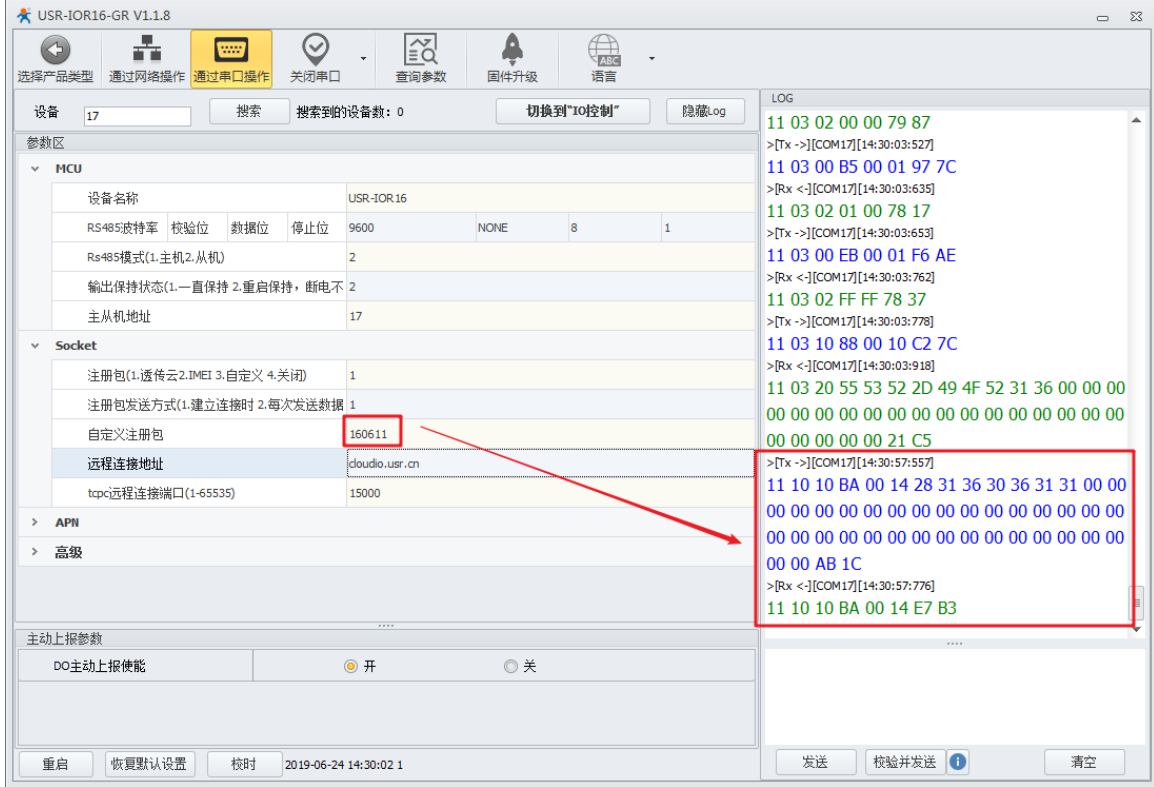 USR-IOR16-GR V1.1.8
选择产品类型 通过网络操作 通过串口操作 关闭串口 查询参数 固件升级 语言
ABC
设备 17 搜索 搜索到的设备数: 0 切换到"IO控制" 隐藏Log
参数区
MCU
设备名称 USR-IOR16
RS485波特率 校验位 数据位 停止位 9600 NONE 8 1
Rs485模式(1.主机2.从机) 2
输出保持状态(1.一直保持 2.重启保持，断电不 2
主从机地址 17
Socket
注册包(1.透传云2.IMEI 3.自定义 4.关闭) 1
注册包发送方式(1.建立连接时 2.每次发送数据 1
自定义注册包 160611
远程连接地址 cloudio.usr.cn
tcpc远程连接端口(1-65535) 15000
APN
高级
主动上报参数
DO主动上报使能 开 关
重启 恢复默认设置 校时 2019-06-24 14:30:02 1
LOG
11 03 02 00 00 79 87
>[Tx ->][COM17][14:30:03:527]
11 03 00 B5 00 01 97 7C
>[Rx <-][COM17][14:30:03:635]
11 03 02 01 00 78 17
>[Tx ->][COM17][14:30:03:653]
11 03 00 EB 00 01 F6 AE
>[Rx <-][COM17][14:30:03:762]
11 03 02 FF FF 78 37
>[Tx ->][COM17][14:30:03:778]
11 03 10 88 00 10 C2 7C
>[Rx <-][COM17][14:30:03:918]
11 03 20 55 53 52 2D 49 4F 52 31 36 00 00 00
00 00 00 00 00 00 00 00 00 00 00 00 00 00 00
00 00 00 00 00 21 C5
>[Tx ->][COM17][14:30:57:557]
11 10 10 BA 00 14 28 31 36 30 36 31 31 00 00
00 00 00 00 00 00 00 00 00 00 00 00 00 00 00
00 00 00 00 00 00 00 00 00 00 00 00 00 00 00
00 00 AB 1C
>[Rx <-][COM17][14:30:57:776]
11 10 10 BA 00 14 E7 B3
发送 校验并发送 清空